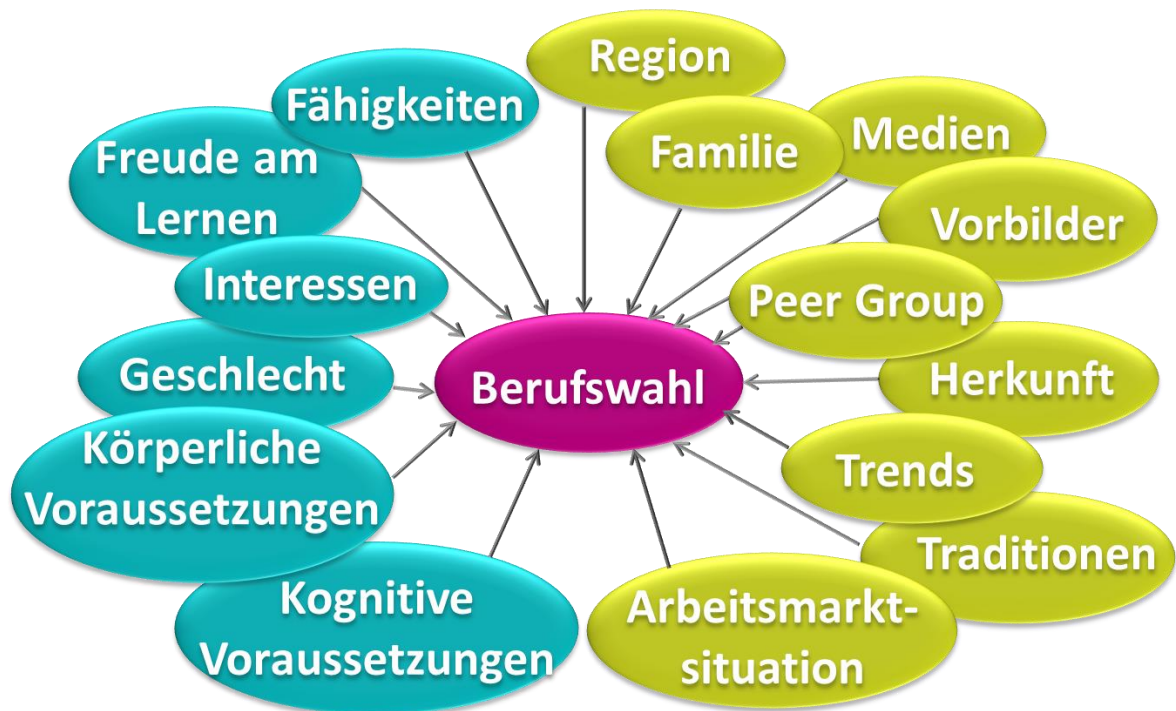 Region
Fähigkeiten
Familie
Medien
Freude am
Lernen
Vorbilder
Interessen
Peer Group
Geschlecht
Berufswahl
Herkunft
Körperliche
Voraussetzungen
Trends
Traditionen
Kognitive
Voraussetzungen
Arbeitsmarkt-
situation